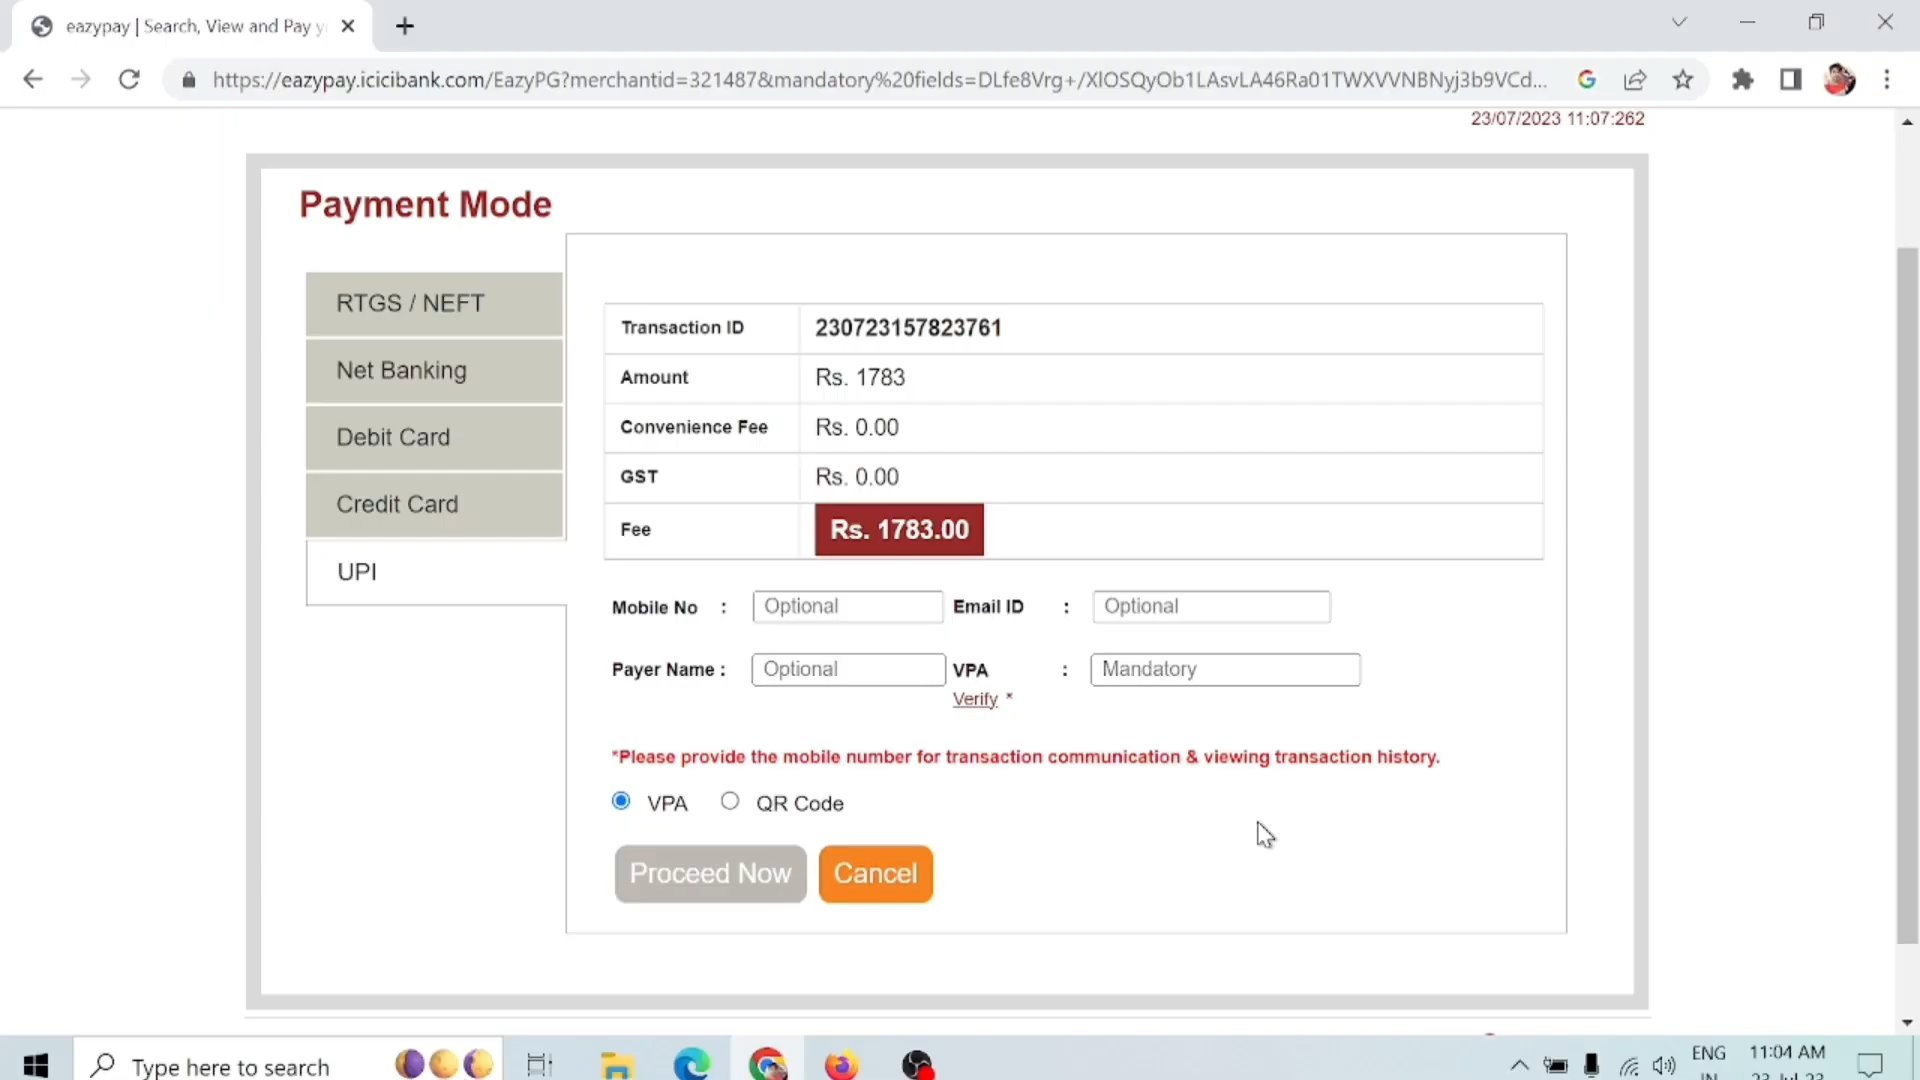 eazypay | Search, View and Pay y
https://eazypay.icicibank.com/EazyPG?merchantid=321487&mandatory%20fields=DLfe8Vrg+/XlOSQyOb1LAsvLA46Ra01TWXVVNBNyj3b9VCd...
23/07/2023 11:07:262
Payment Mode
RTGS / NEFT
Net Banking
Debit Card
Credit Card
UPI
Transaction ID 230723157823761
Amount Rs. 1783
Convenience Fee Rs. 0.00
GST Rs. 0.00
Fee Rs. 1783.00
Mobile No : Optional Email ID : Optional
Payer Name : Optional VPA : Mandatory
Verify *
*Please provide the mobile number for transaction communication & viewing transaction history.
VPA QR Code
Proceed Now Cancel
Type here to search
ENG 11:04 AM